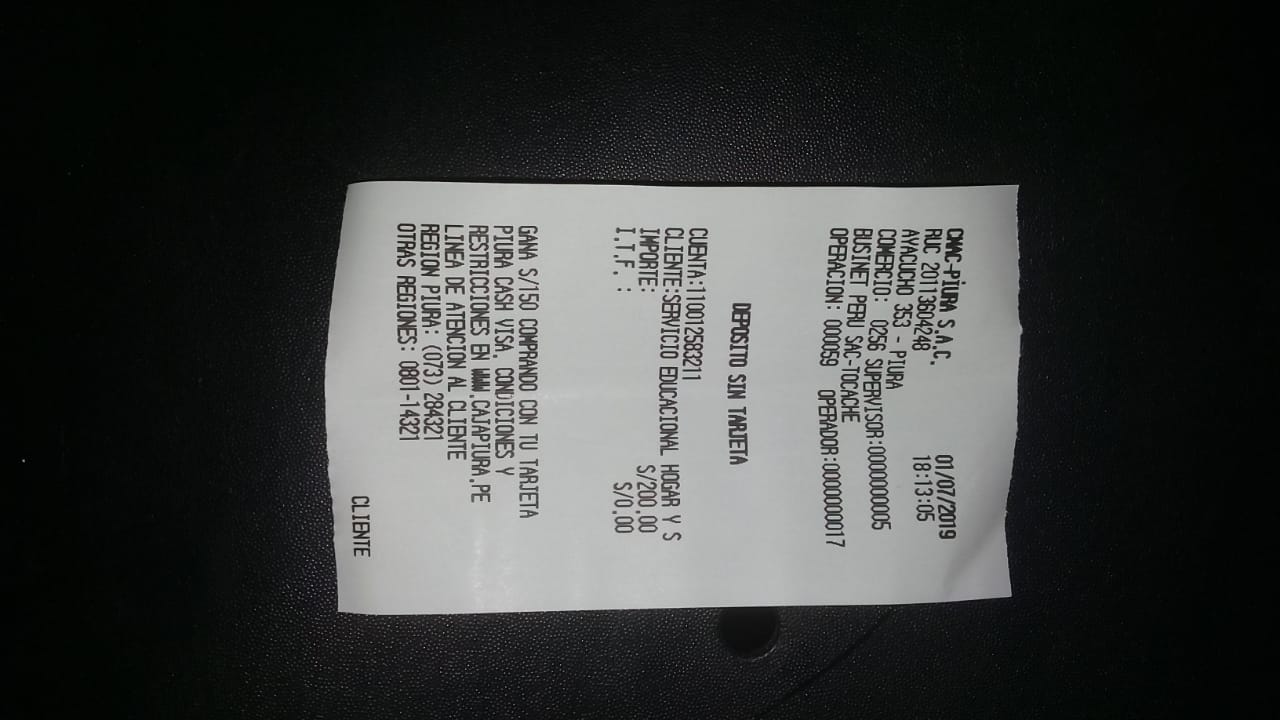 CMAC-PIURA S.A.C. 01/07/2019
RUC 20113604248 18:13:05
AYACUCHO 353 - PIURA
COMERCIO: 0256 SUPERVISOR:0000000005
BUSINET PERU SAC-TOCACHE
OPERACION: 000059 OPERADOR:0000000017
DEPOSITO SIN TARJETA
CUENTA:110012583211
CLIENTE:SERVICIO EDUCACIONAL HOGAR Y S
IMPORTE: S/200.00
I.T.F. : S/0.00
GANA S/150 COMPRANDO CON TU TARJETA
PIURA CASH VISA. CONDICIONES Y
RESTRICCIONES EN WWW.CAJAPIURA.PE
LINEA DE ATENCION AL CLIENTE
REGION PIURA: (073) 284321
OTRAS REGIONES: 0801-14321
CLIENTE